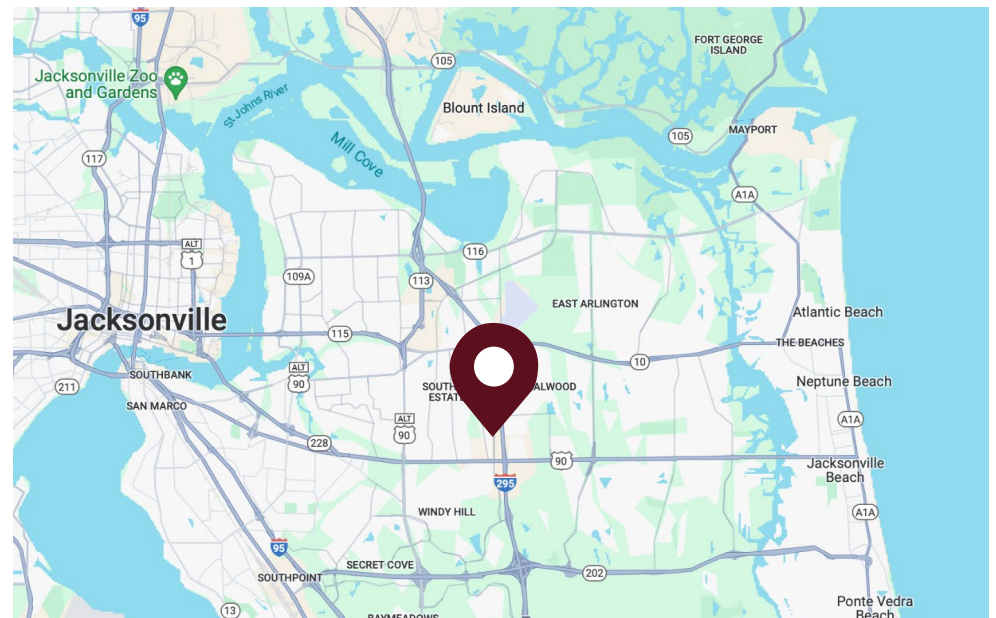 95
FORT GEORGE
ISLAND
105
Jacksonville Zoo
and Gardens
St Johns River
Blount Island
Mill Cove
105
MAYPORT
117
A1A
ALT
1
116
109A
113
EAST ARLINGTON
Jacksonville
Atlantic Beach
115
THE BEACHES
10
SOUTHBANK
ALT
90
211
Neptune Beach
SAN MARCO
ALT
90
A1A
228
90
Jacksonville
Beach
295
WINDY HILL
A1A
95
SECRET COVE
SOUTHPOINT
202
13
Ponte Vedra
Beach
BAYMEADOWS